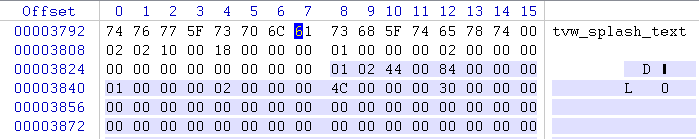 Offset 0 1 2 3 4 5 6 7 8 9 10 11 12 13 14 15
00003792 74 76 77 5F 73 70 6C 61 73 68 5F 74 65 78 74 00 tvw_splash_text
00003808 02 02 10 00 18 00 00 00 01 00 00 00 02 00 00 00
00003824 00 00 00 00 00 00 00 00 01 02 44 00 84 00 00 00 D
00003840 01 00 00 00 02 00 00 00 4C 00 00 00 30 00 00 00 L 0
00003856 00 00 00 00 00 00 00 00 00 00 00 00 00 00 00 00
00003872 00 00 00 00 00 00 00 00 00 00 00 00 00 00 00 00